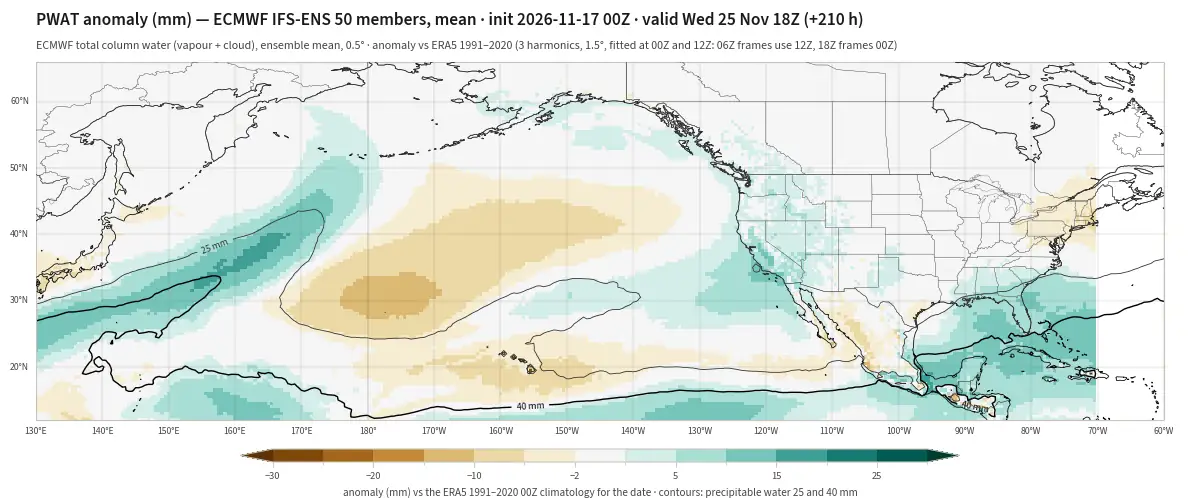 PWAT anomaly (mm) — ECMWF IFS-ENS 50 members, mean · init 2026-11-17 00Z · valid Wed 25 Nov 18Z (+210 h)
ECMWF total column water (vapour + cloud), ensemble mean, 0.5° · anomaly vs ERA5 1991–2020 (3 harmonics, 1.5°, fitted at 00Z and 12Z: 06Z frames use 12Z, 18Z frames 00Z)
60°N
50°N
40°N
30°N
20°N
25 mm
40 mm
40 mm
130°E 140°E 150°E 160°E 170°E 180° 170°W 160°W 150°W 140°W 130°W 120°W 110°W 100°W 90°W 80°W 70°W 60°W
−30 −20 −10 −2 5 15 25
anomaly (mm) vs the ERA5 1991–2020 00Z climatology for the date · contours: precipitable water 25 and 40 mm